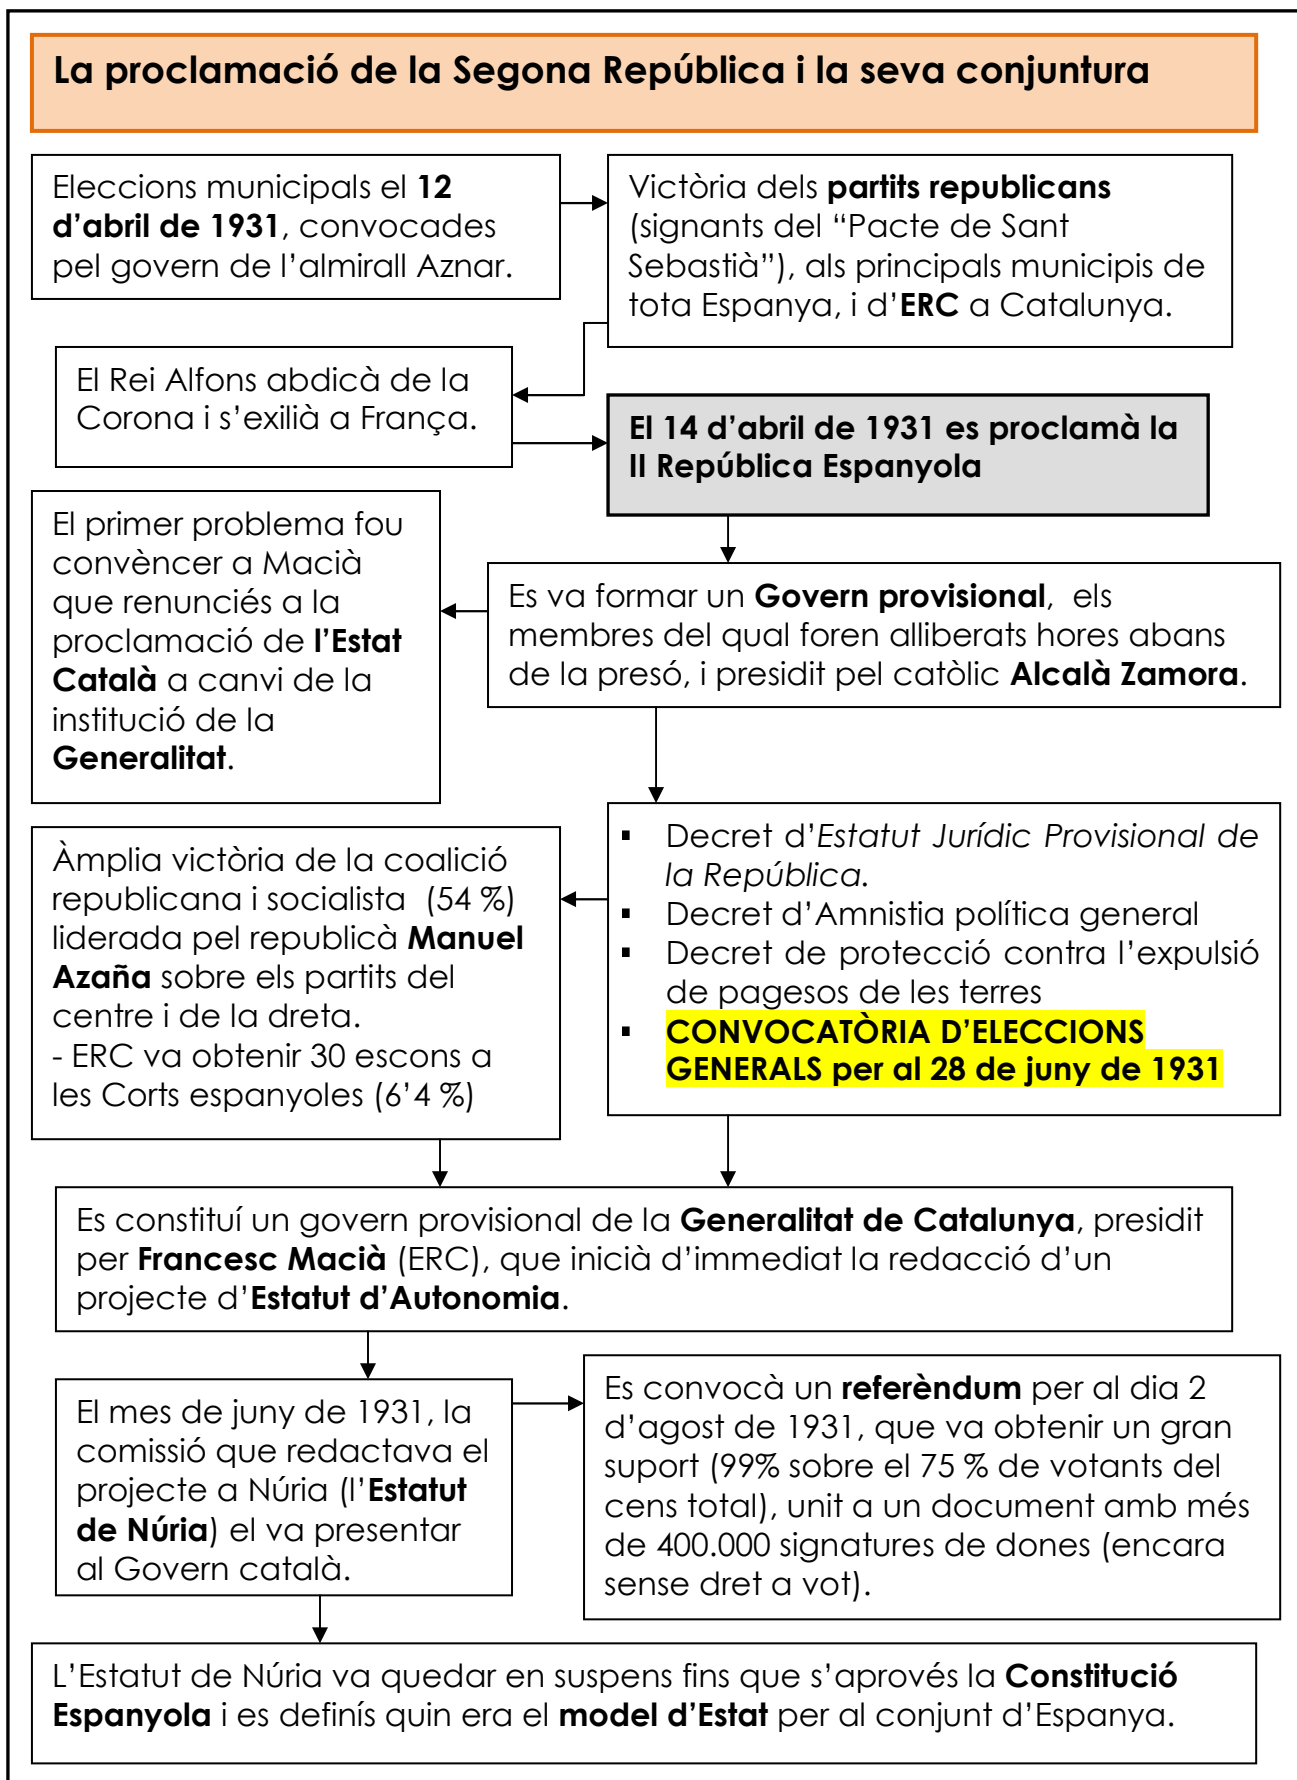 La proclamació de la Segona República i la seva conjuntura
Eleccions municipals el 12
d’abril de 1931, convocades
pel govern de l’almirall Aznar.
Victòria dels partits republicans
(signants del “Pacte de Sant
Sebastià”), als principals municipis de
tota Espanya, i d’ERC a Catalunya.
El Rei Alfons abdicà de la
Corona i s’exilià a França.
El 14 d’abril de 1931 es proclamà la
II República Espanyola
El primer problema fou
convèncer a Macià
que renunciés a la
proclamació de l’Estat
Català a canvi de la
institució de la
Generalitat.
Es va formar un Govern provisional, els
membres del qual foren alliberats hores abans
de la presó, i presidit pel catòlic Alcalà Zamora.
▪ Decret d’Estatut Jurídic Provisional de
la República.
▪ Decret d’Amnistia política general
▪ Decret de protecció contra l’expulsió
de pagesos de les terres
▪ CONVOCATÒRIA D’ELECCIONS
GENERALS per al 28 de juny de 1931
Àmplia victòria de la coalició
republicana i socialista (54 %)
liderada pel republicà Manuel
Azaña sobre els partits del
centre i de la dreta.
- ERC va obtenir 30 escons a
les Corts espanyoles (6’4 %)
Es constituí un govern provisional de la Generalitat de Catalunya, presidit
per Francesc Macià (ERC), que inicià d’immediat la redacció d’un
projecte d’Estatut d’Autonomia.
El mes de juny de 1931, la
comissió que redactava el
projecte a Núria (l’Estatut
de Núria) el va presentar
al Govern català.
Es convocà un referèndum per al dia 2
d’agost de 1931, que va obtenir un gran
suport (99% sobre el 75 % de votants del
cens total), unit a un document amb més
de 400.000 signatures de dones (encara
sense dret a vot).
L’Estatut de Núria va quedar en suspens fins que s’aprovés la Constitució
Espanyola i es definís quin era el model d’Estat per al conjunt d’Espanya.